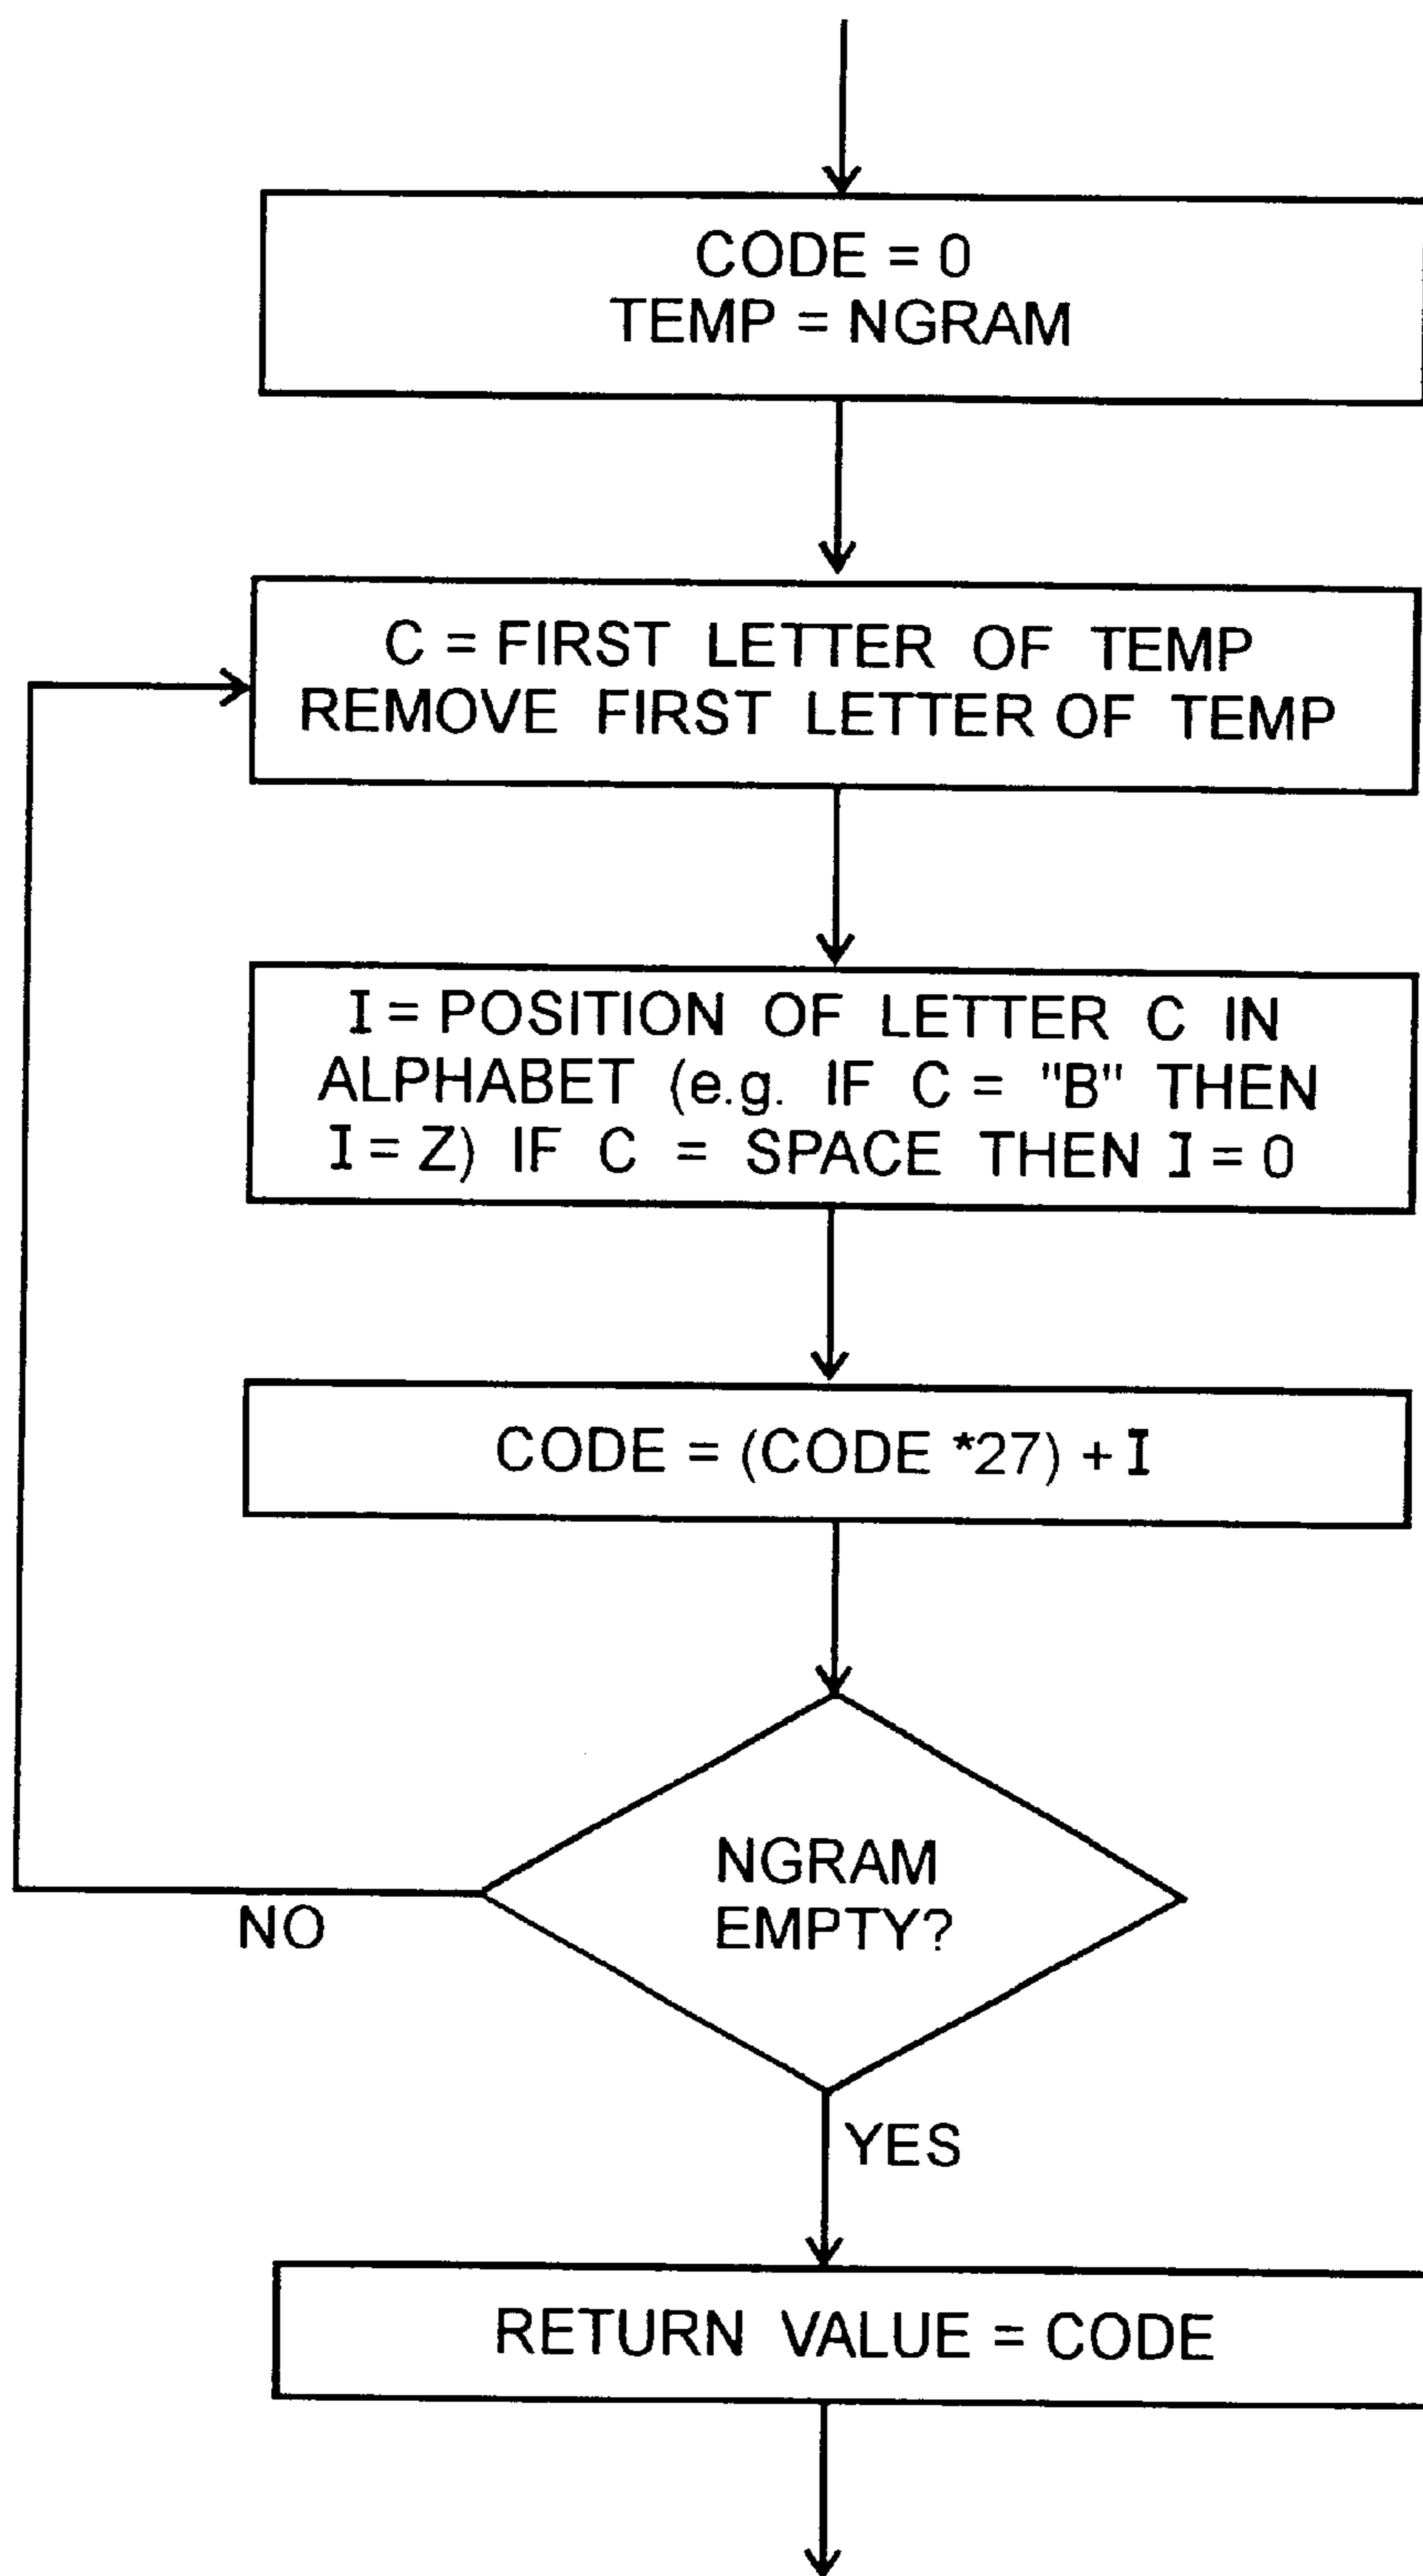 CODE = 0
TEMP = NGRAM
C = FIRST LETTER OF TEMP
REMOVE FIRST LETTER OF TEMP
I = POSITION OF LETTER C IN
ALPHABET (e.g. IF C = "B" THEN
I = Z) IF C = SPACE THEN I = 0
CODE = (CODE *27) + I
NGRAM
EMPTY?
NO
YES
RETURN VALUE = CODE